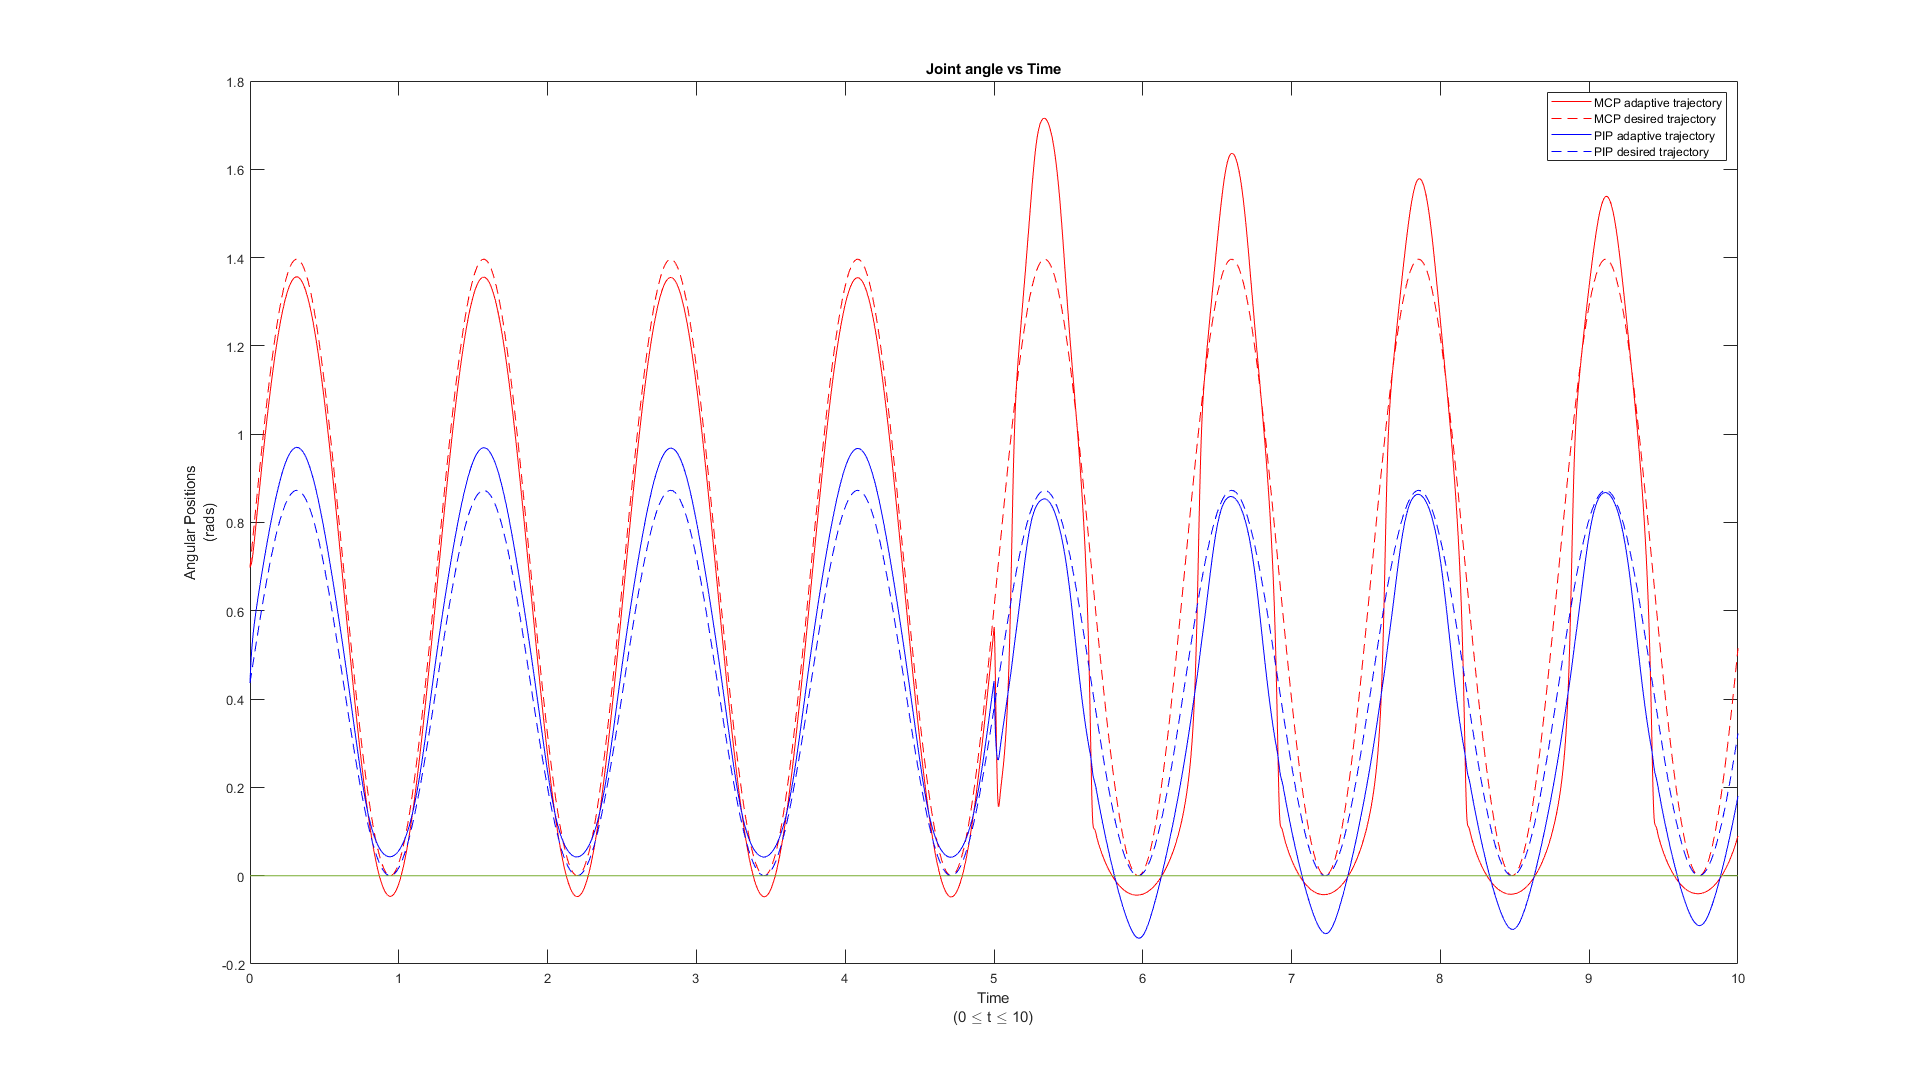 Joint angle vs Time
MCP adaptive trajectory
MCP desired trajectory
PIP adaptive trajectory
PIP desired trajectory
1.8
1.6
1.4
1.2
1
0.8
0.6
0.4
0.2
0
-0.2
Angular Positions
(rads)
0 1 2 3 4 5 6 7 8 9 10
Time
(0 ≤ t ≤ 10)